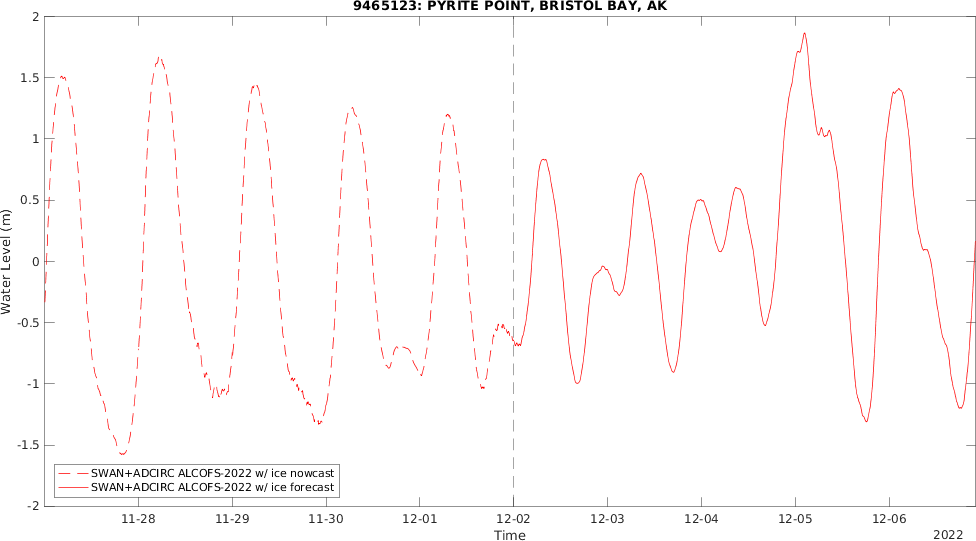 9465123: PYRITE POINT, BRISTOL BAY, AK
2
1.5
1
0.5
0
-0.5
-1
-1.5
-2
Water Level (m)
SWAN+ADCIRC ALCOFS-2022 w/ ice nowcast
SWAN+ADCIRC ALCOFS-2022 w/ ice forecast
11-28 11-29 11-30 12-01 12-02 12-03 12-04 12-05 12-06
Time
2022